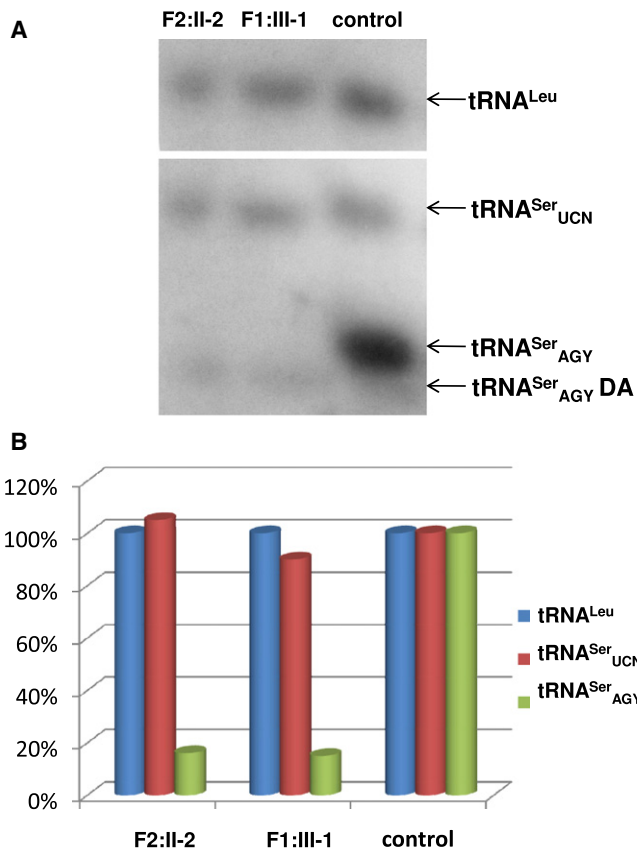 A
F2:II-2 F1:III-1 control
tRNALeu
tRNASerUCN
tRNASerAGY
tRNASerAGY DA
B
120%
100%
80%
60%
40%
20%
0%
F2:II-2 F1:III-1 control
tRNALeu
tRNASerUCN
tRNASerAGY